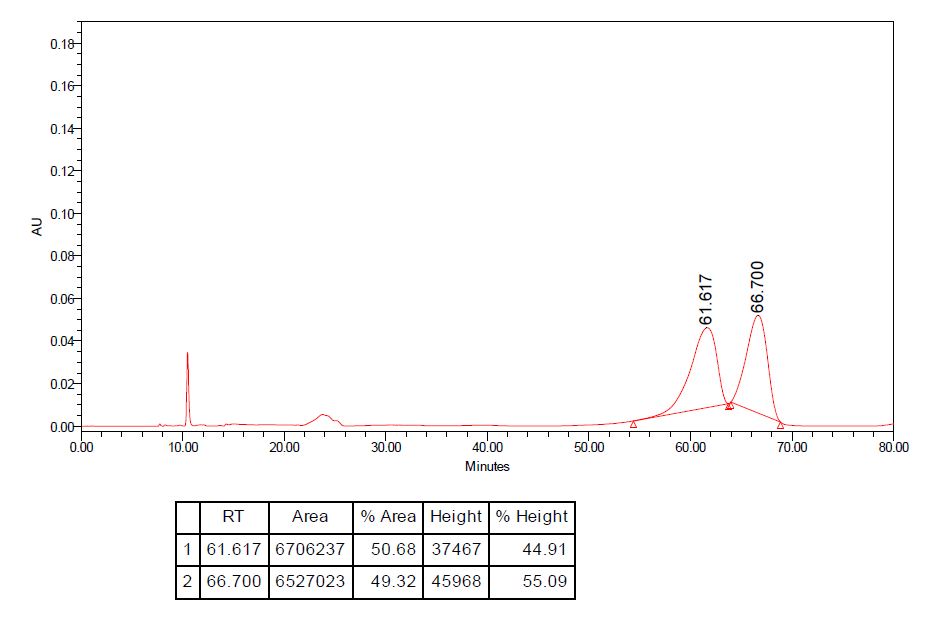 0.18
0.16
0.14
0.12
0.10
0.08
0.06
0.04
0.02
0.00
AU
61.617
66.700
0.00 10.00 20.00 30.00 40.00 50.00 60.00 70.00 80.00
Minutes
RT Area % Area Height % Height
1 61.617 6706237 50.68 37467 44.91
2 66.700 6527023 49.32 45968 55.09